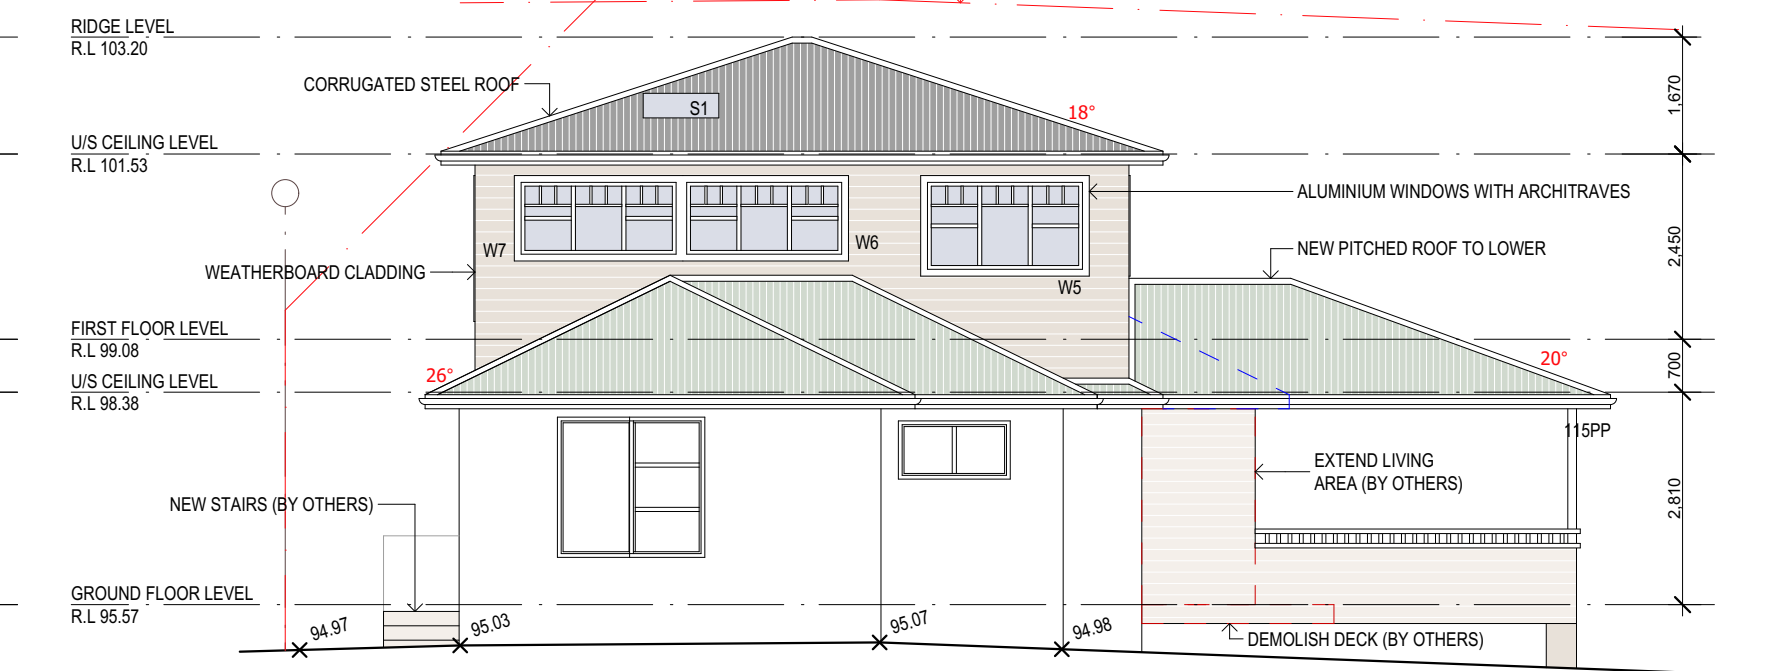 RIDGE LEVEL
R.L 103.20
CORRUGATED STEEL ROOF
S1
18°
1,670
U/S CEILING LEVEL
R.L 101.53
ALUMINIUM WINDOWS WITH ARCHITRAVES
W7
W6
NEW PITCHED ROOF TO LOWER
2,450
WEATHERBOARD CLADDING
W5
FIRST FLOOR LEVEL
R.L 99.08
20°
700
26°
U/S CEILING LEVEL
R.L 98.38
115PP
EXTEND LIVING
AREA (BY OTHERS)
NEW STAIRS (BY OTHERS)
2,810
GROUND FLOOR LEVEL
R.L 95.57
94.97
95.03
95.07
94.98
DEMOLISH DECK (BY OTHERS)